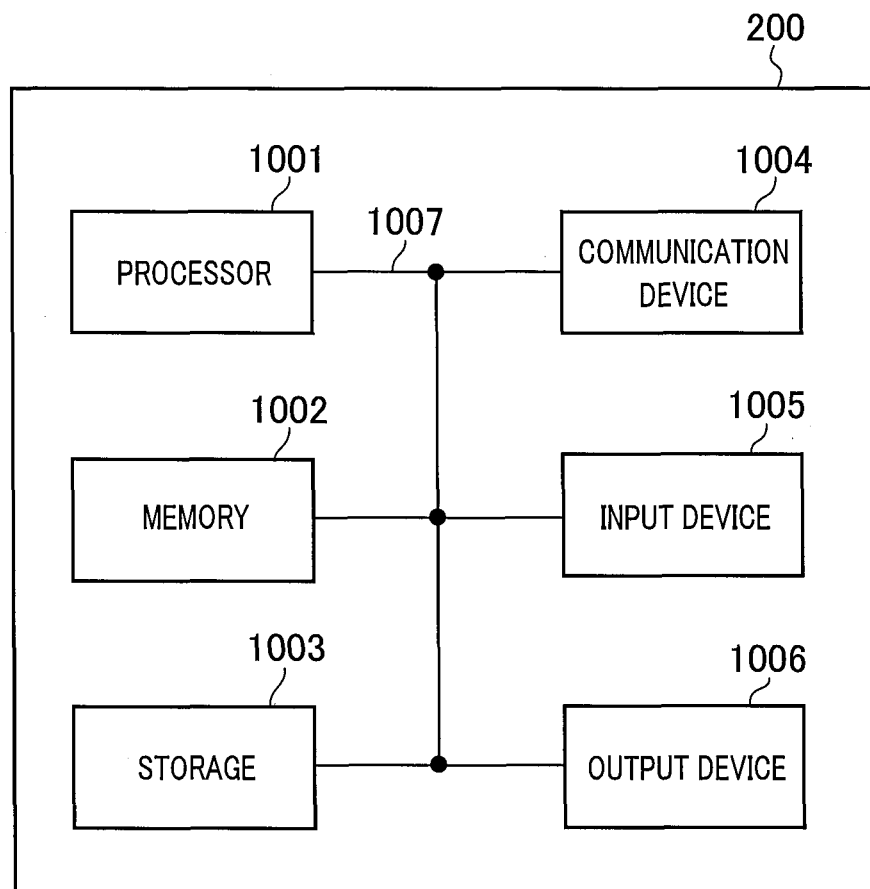 200
1001
PROCESSOR
1007
1004
COMMUNICATION
DEVICE
1002
MEMORY
1005
INPUT DEVICE
1003
STORAGE
1006
OUTPUT DEVICE